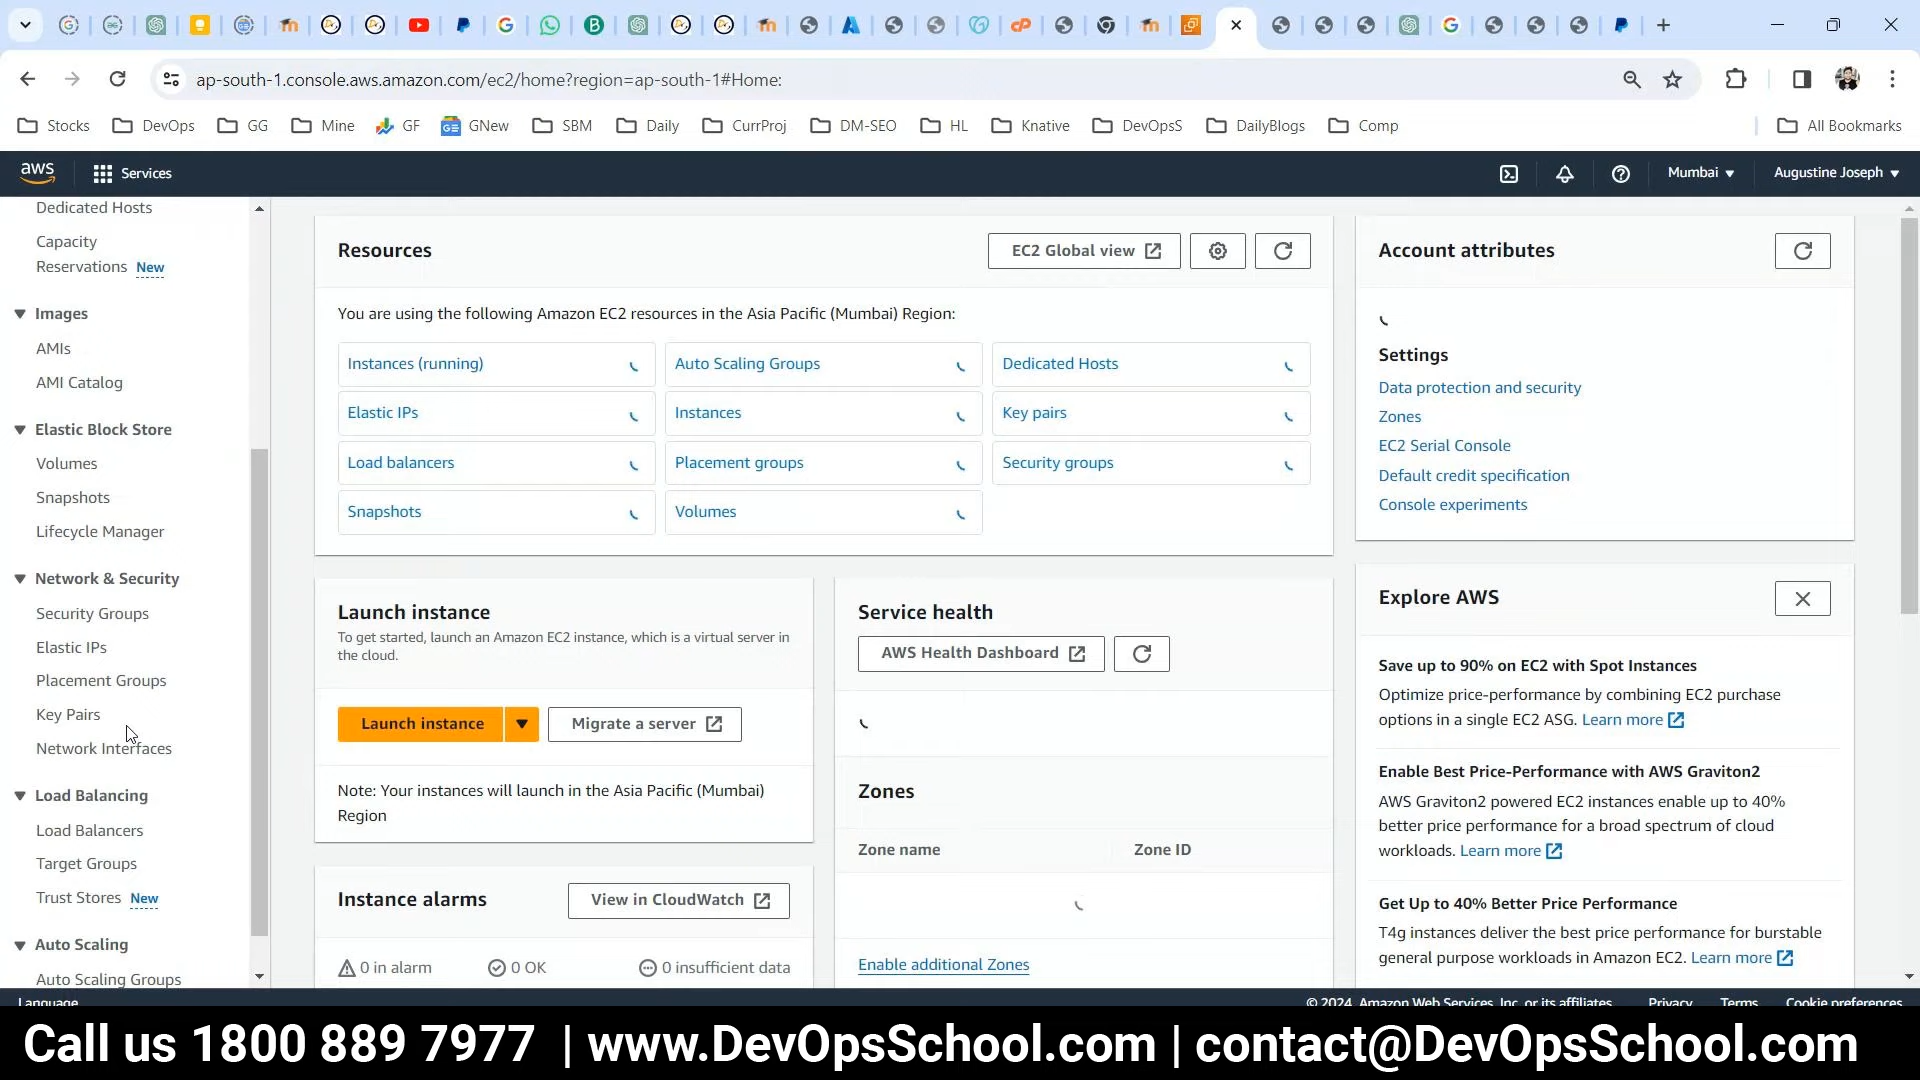 ap-south-1.console.aws.amazon.com/ec2/home?region=ap-south-1#Home:
Stocks
DevOps
GG
Mine
GF
GNew
SBM
Daily
CurrProj
DM-SEO
HL
Knative
DevOpsS
DailyBlogs
Comp
All Bookmarks
aws
Services
Mumbai
Augustine Joseph
Dedicated Hosts
Capacity
Reservations New
Images
AMIs
AMI Catalog
Elastic Block Store
Volumes
Snapshots
Lifecycle Manager
Network & Security
Security Groups
Elastic IPs
Placement Groups
Key Pairs
Network Interfaces
Load Balancing
Load Balancers
Target Groups
Trust Stores New
Auto Scaling
Auto Scaling Groups
Resources
EC2 Global view
You are using the following Amazon EC2 resources in the Asia Pacific (Mumbai) Region:
Instances (running)
Auto Scaling Groups
Dedicated Hosts
Elastic IPs
Instances
Key pairs
Load balancers
Placement groups
Security groups
Snapshots
Volumes
Launch instance
To get started, launch an Amazon EC2 instance, which is a virtual server in
the cloud.
Launch instance
Migrate a server
Note: Your instances will launch in the Asia Pacific (Mumbai)
Region
Instance alarms
View in CloudWatch
0 in alarm
0 OK
0 insufficient data
Service health
AWS Health Dashboard
Zones
Zone name
Zone ID
Enable additional Zones
Account attributes
Settings
Data protection and security
Zones
EC2 Serial Console
Default credit specification
Console experiments
Explore AWS
Save up to 90% on EC2 with Spot Instances
Optimize price-performance by combining EC2 purchase
options in a single EC2 ASG. Learn more
Enable Best Price-Performance with AWS Graviton2
AWS Graviton2 powered EC2 instances enable up to 40%
better price performance for a broad spectrum of cloud
workloads. Learn more
Get Up to 40% Better Price Performance
T4g instances deliver the best price performance for burstable
general purpose workloads in Amazon EC2. Learn more
Language
© 2024, Amazon Web Services, Inc. or its affiliates.
Privacy
Terms
Cookie preferences
Call us 1800 889 7977 | www.DevOpsSchool.com | contact@DevOpsSchool.com